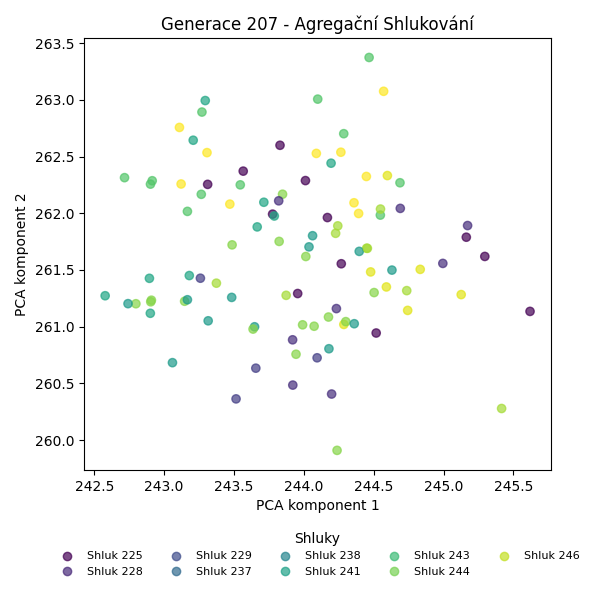 Generace 207 - Agregační Shlukování
263.5
263.0
262.5
262.0
261.5
261.0
260.5
260.0
PCA komponent 2
242.5 243.0 243.5 244.0 244.5 245.0 245.5
PCA komponent 1
Shluky
Shluk 225 Shluk 229 Shluk 238 Shluk 243 Shluk 246
Shluk 228 Shluk 237 Shluk 241 Shluk 244